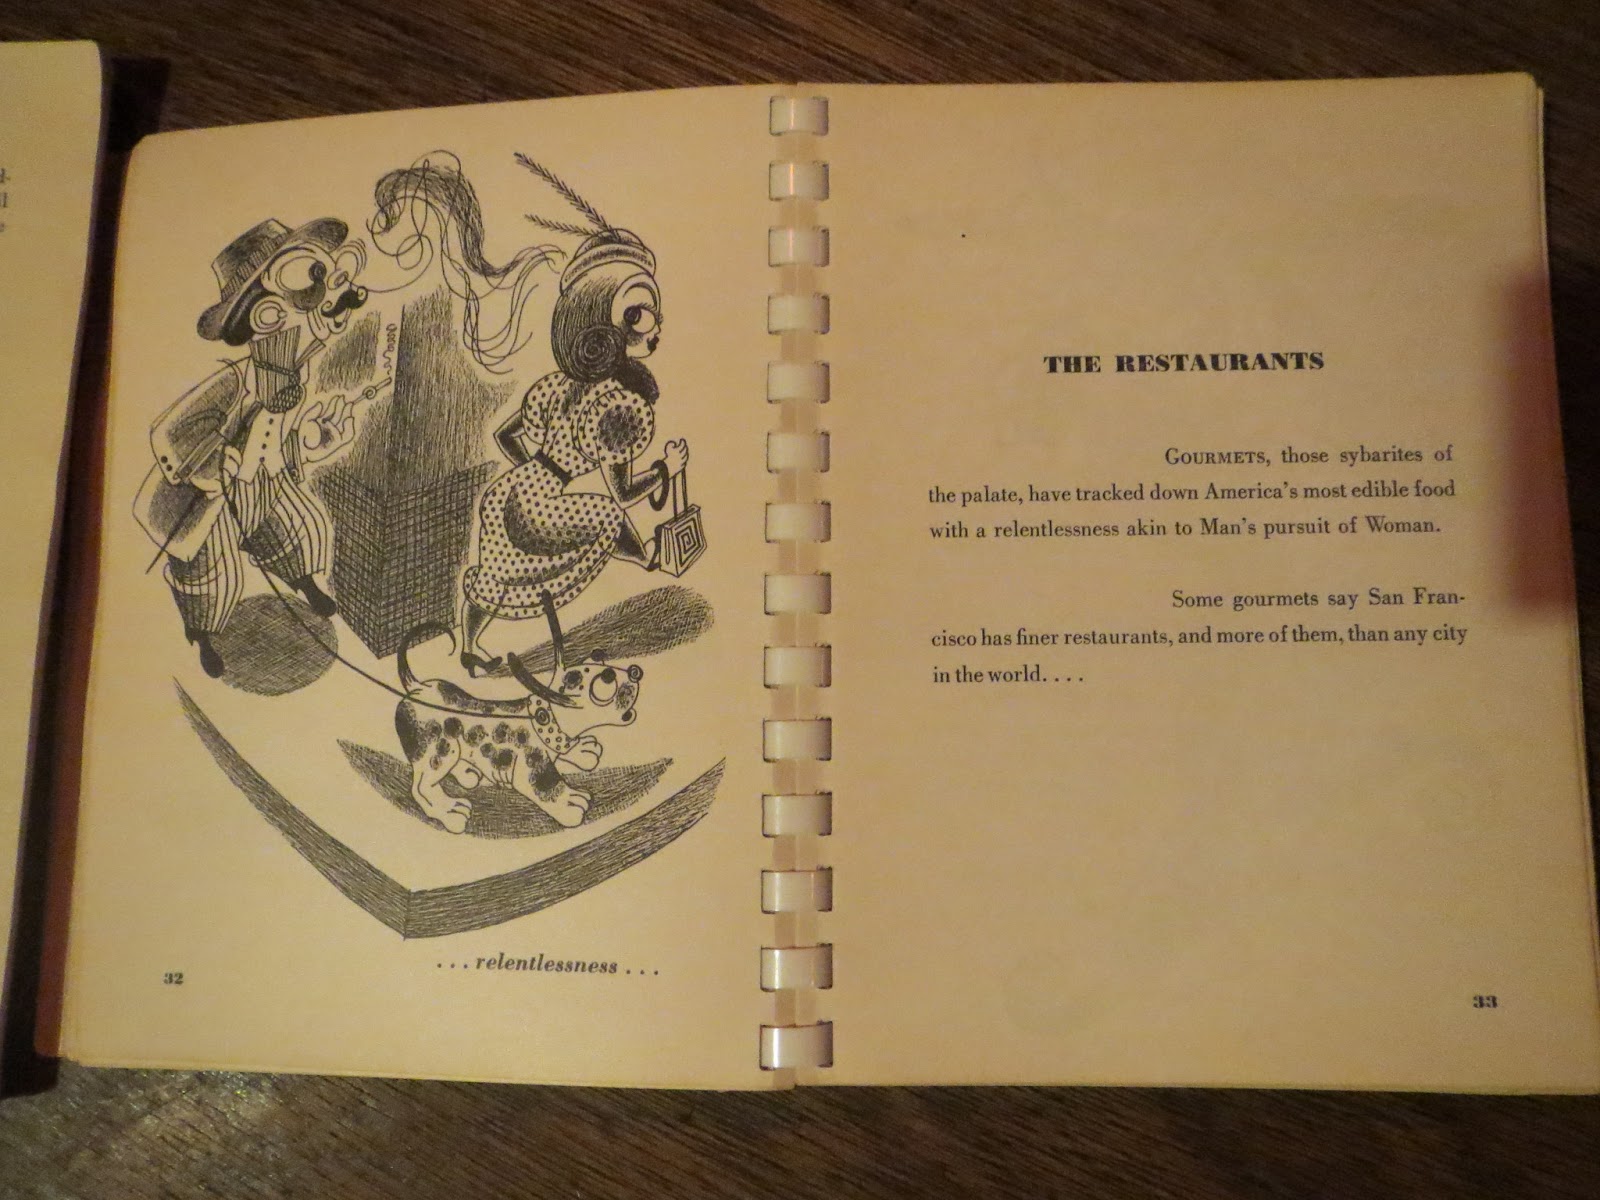 . . . relentlessness . . .
32
THE RESTAURANTS
GOURMETS, those sybarites of
the palate, have tracked down America's most edible food
with a relentlessness akin to Man's pursuit of Woman.
Some gourmets say San Fran-
cisco has finer restaurants, and more of them, than any city
in the world. . . .
33